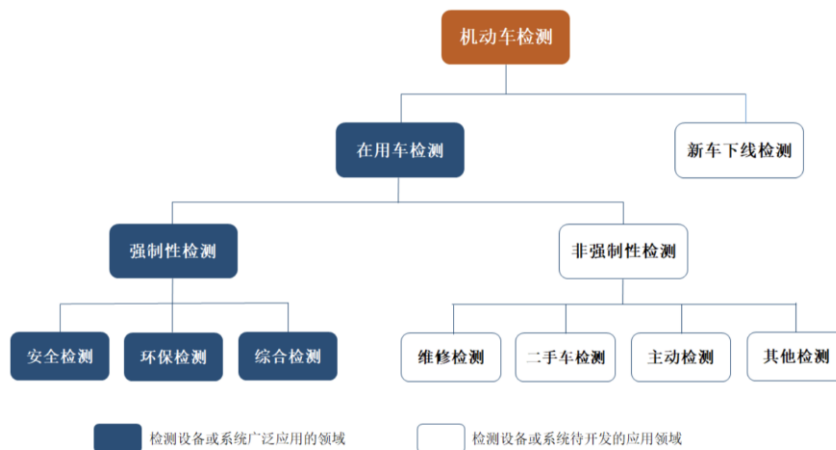 机动车检测
在用车检测
新车下线检测
强制性检测
非强制性检测
安全检测
环保检测
综合检测
维修检测
二手车检测
主动检测
其他检测
检测设备或系统广泛应用的领域
检测设备或系统待开发的应用领域